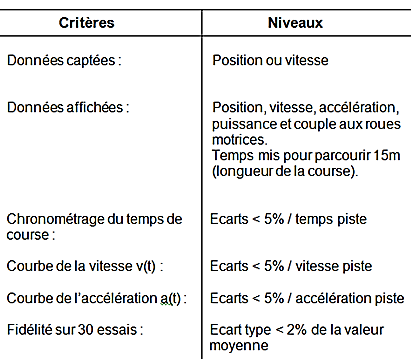 Critères Niveaux
Données captées : Position ou vitesse
Données affichées : Position, vitesse, accélération,
puissance et couple aux roues
motrices.
Temps mis pour parcourir 15m
(longueur de la course).
Chronométrage du temps de Ecarts < 5% / temps piste
course :
Courbe de la vitesse v(t) : Ecarts < 5% / vitesse piste
Courbe de l'accélération a(t) : Ecarts < 5% / accélération piste
Fidélité sur 30 essais : Ecart type < 2% de la valeur
moyenne